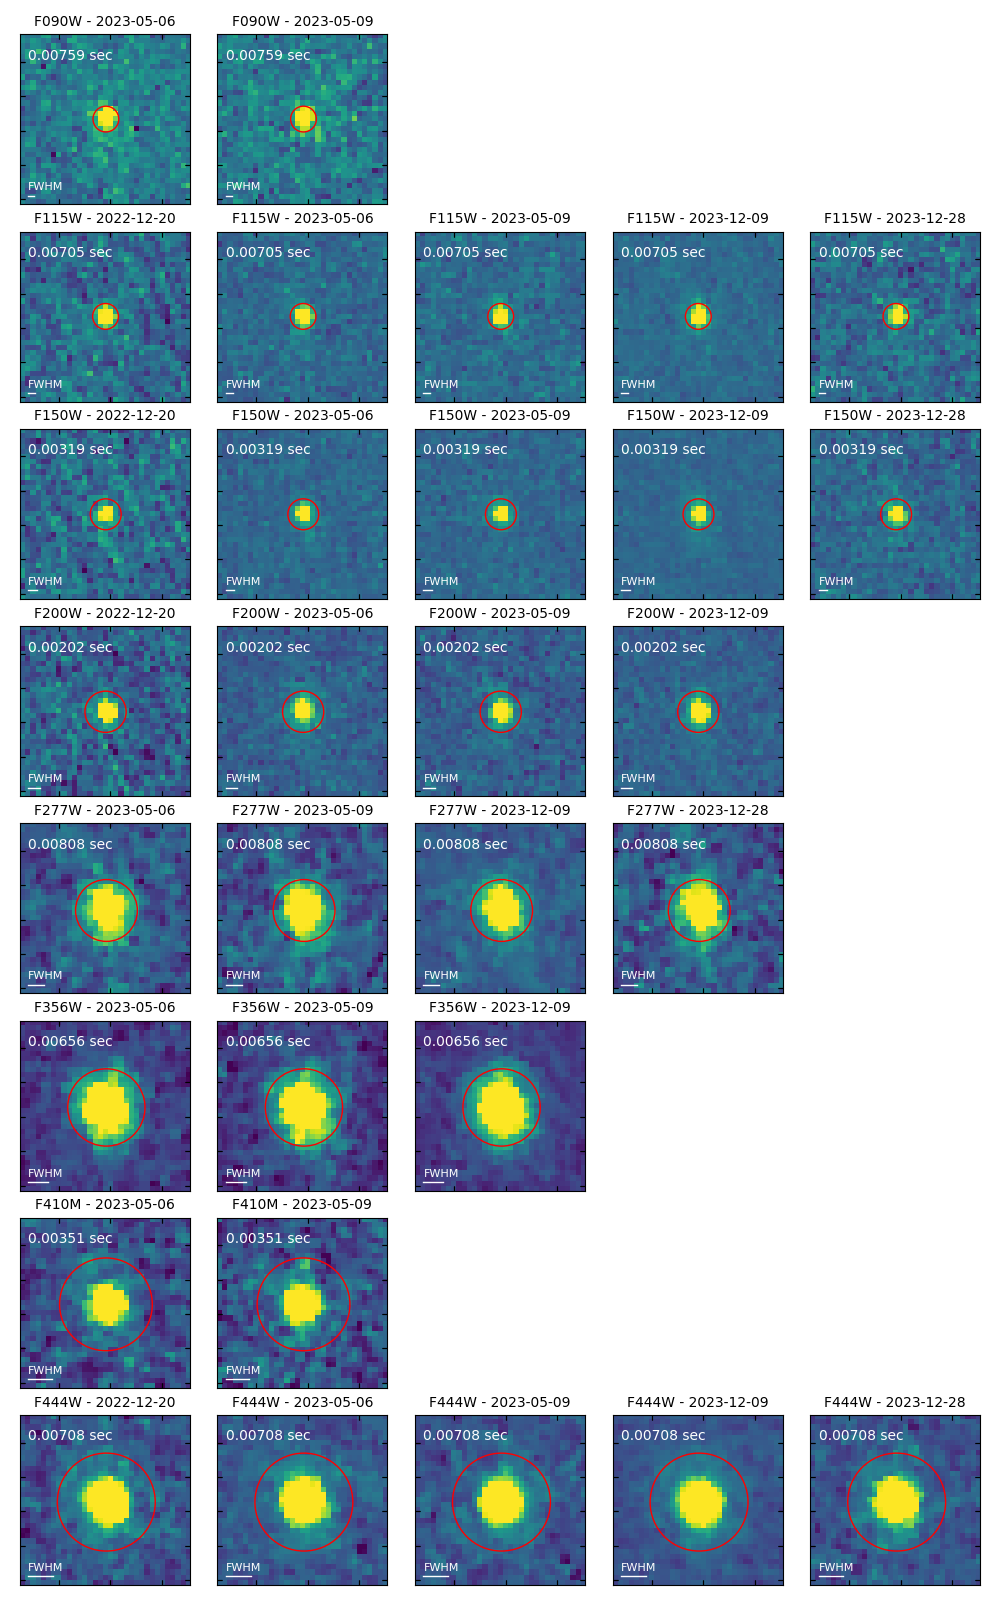 F090W - 2023-05-06 F090W - 2023-05-09
0.00759 sec 0.00759 sec
FWHM FWHM
F115W - 2022-12-20 F115W - 2023-05-06 F115W - 2023-05-09 F115W - 2023-12-09 F115W - 2023-12-28
0.00705 sec 0.00705 sec 0.00705 sec 0.00705 sec 0.00705 sec
FWHM FWHM FWHM FWHM FWHM
F150W - 2022-12-20 F150W - 2023-05-06 F150W - 2023-05-09 F150W - 2023-12-09 F150W - 2023-12-28
0.00319 sec 0.00319 sec 0.00319 sec 0.00319 sec 0.00319 sec
FWHM FWHM FWHM FWHM FWHM
F200W - 2022-12-20 F200W - 2023-05-06 F200W - 2023-05-09 F200W - 2023-12-09
0.00202 sec 0.00202 sec 0.00202 sec 0.00202 sec
FWHM FWHM FWHM FWHM
F277W - 2023-05-06 F277W - 2023-05-09 F277W - 2023-12-09 F277W - 2023-12-28
0.00808 sec 0.00808 sec 0.00808 sec 0.00808 sec
FWHM FWHM FWHM FWHM
F356W - 2023-05-06 F356W - 2023-05-09 F356W - 2023-12-09
0.00656 sec 0.00656 sec 0.00656 sec
FWHM FWHM FWHM
F410M - 2023-05-06 F410M - 2023-05-09
0.00351 sec 0.00351 sec
FWHM FWHM
F444W - 2022-12-20 F444W - 2023-05-06 F444W - 2023-05-09 F444W - 2023-12-09 F444W - 2023-12-28
0.00708 sec 0.00708 sec 0.00708 sec 0.00708 sec 0.00708 sec
FWHM FWHM FWHM FWHM FWHM